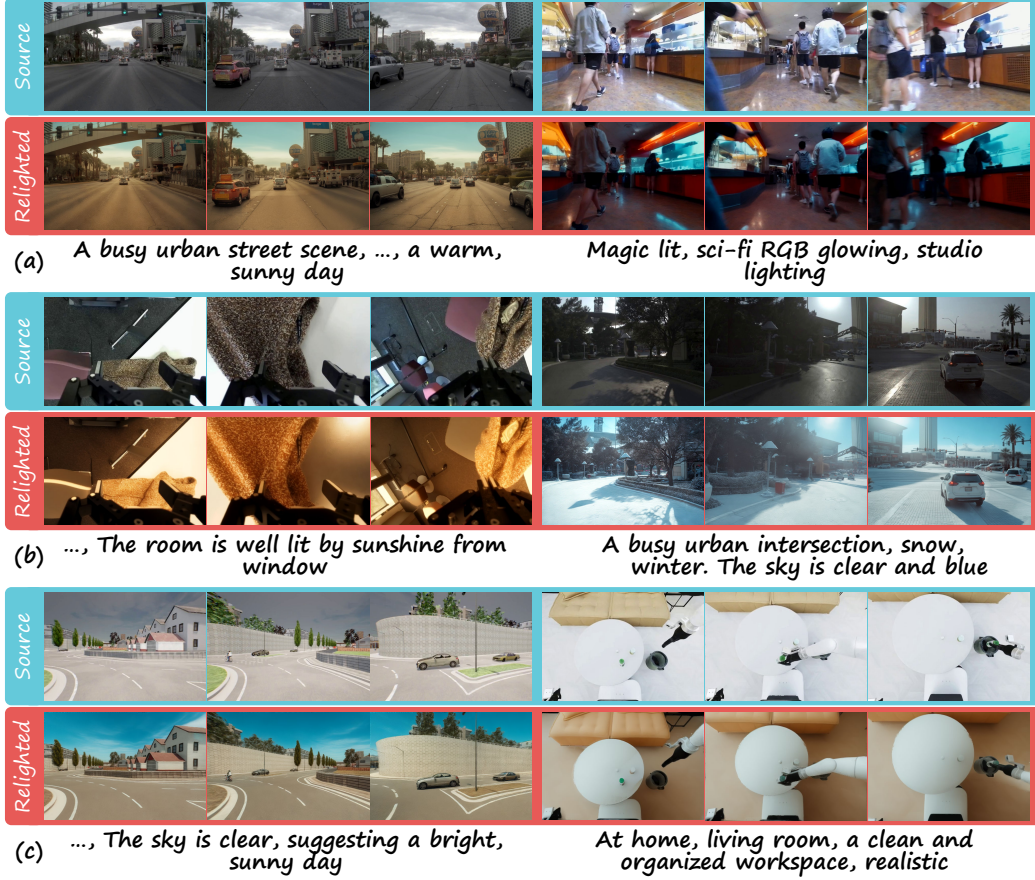 Source
Relighted
(a)
A busy urban street scene, ..., a warm,
sunny day
Magic lit, sci-fi RGB glowing, studio
lighting
Source
Relighted
(b)
..., The room is well lit by sunshine from
window
A busy urban intersection, snow,
winter. The sky is clear and blue
Source
Relighted
(c)
..., The sky is clear, suggesting a bright,
sunny day
At home, living room, a clean and
organized workspace, realistic